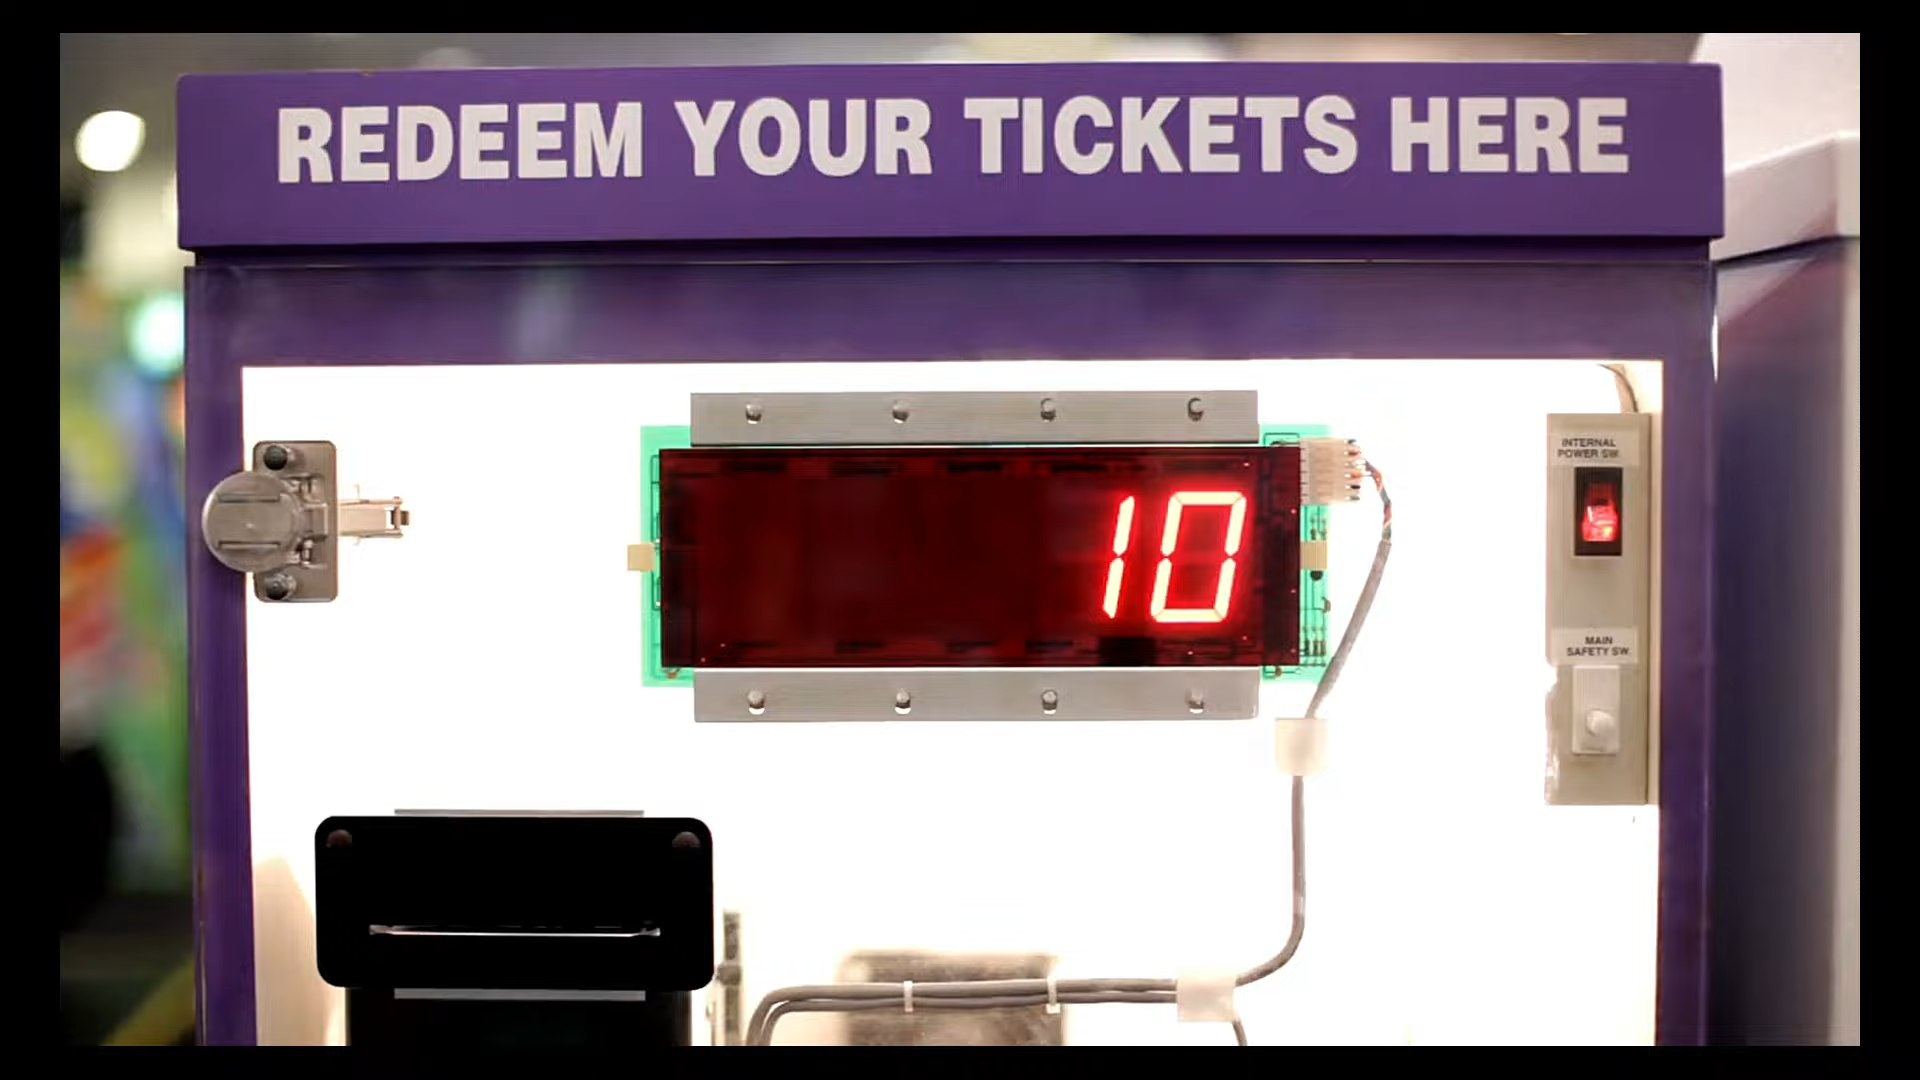 REDEEM YOUR TICKETS HERE
10
INTERNAL
POWER SW.
MAIN
SAFETY SW